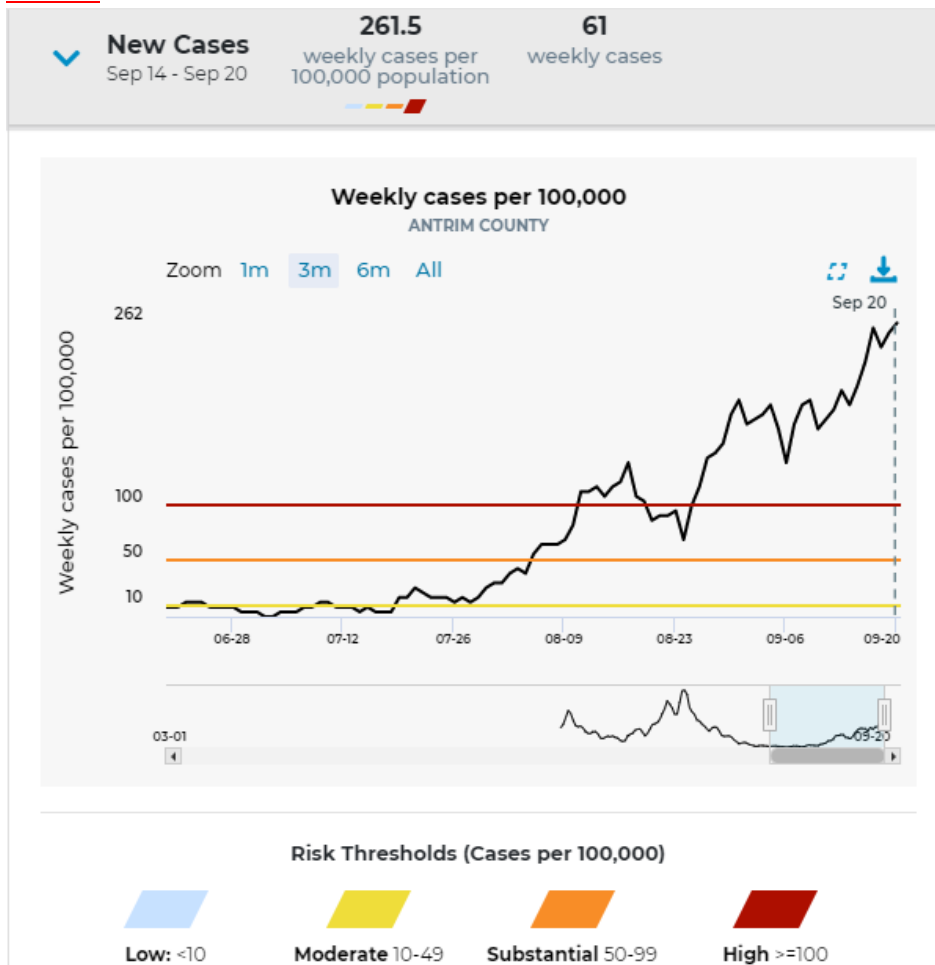 New Cases
Sep 14 - Sep 20
261.5
weekly cases per
100,000 population
61
weekly cases
Weekly cases per 100,000
ANTRIM COUNTY
Zoom 1m 3m 6m All
Sep 20
Weekly cases per 100,000
262
100
50
10
06-28 07-12 07-26 08-09 08-23 09-06 09-20
03-01 09-20
Risk Thresholds (Cases per 100,000)
Low: <10 Moderate 10-49 Substantial 50-99 High >=100